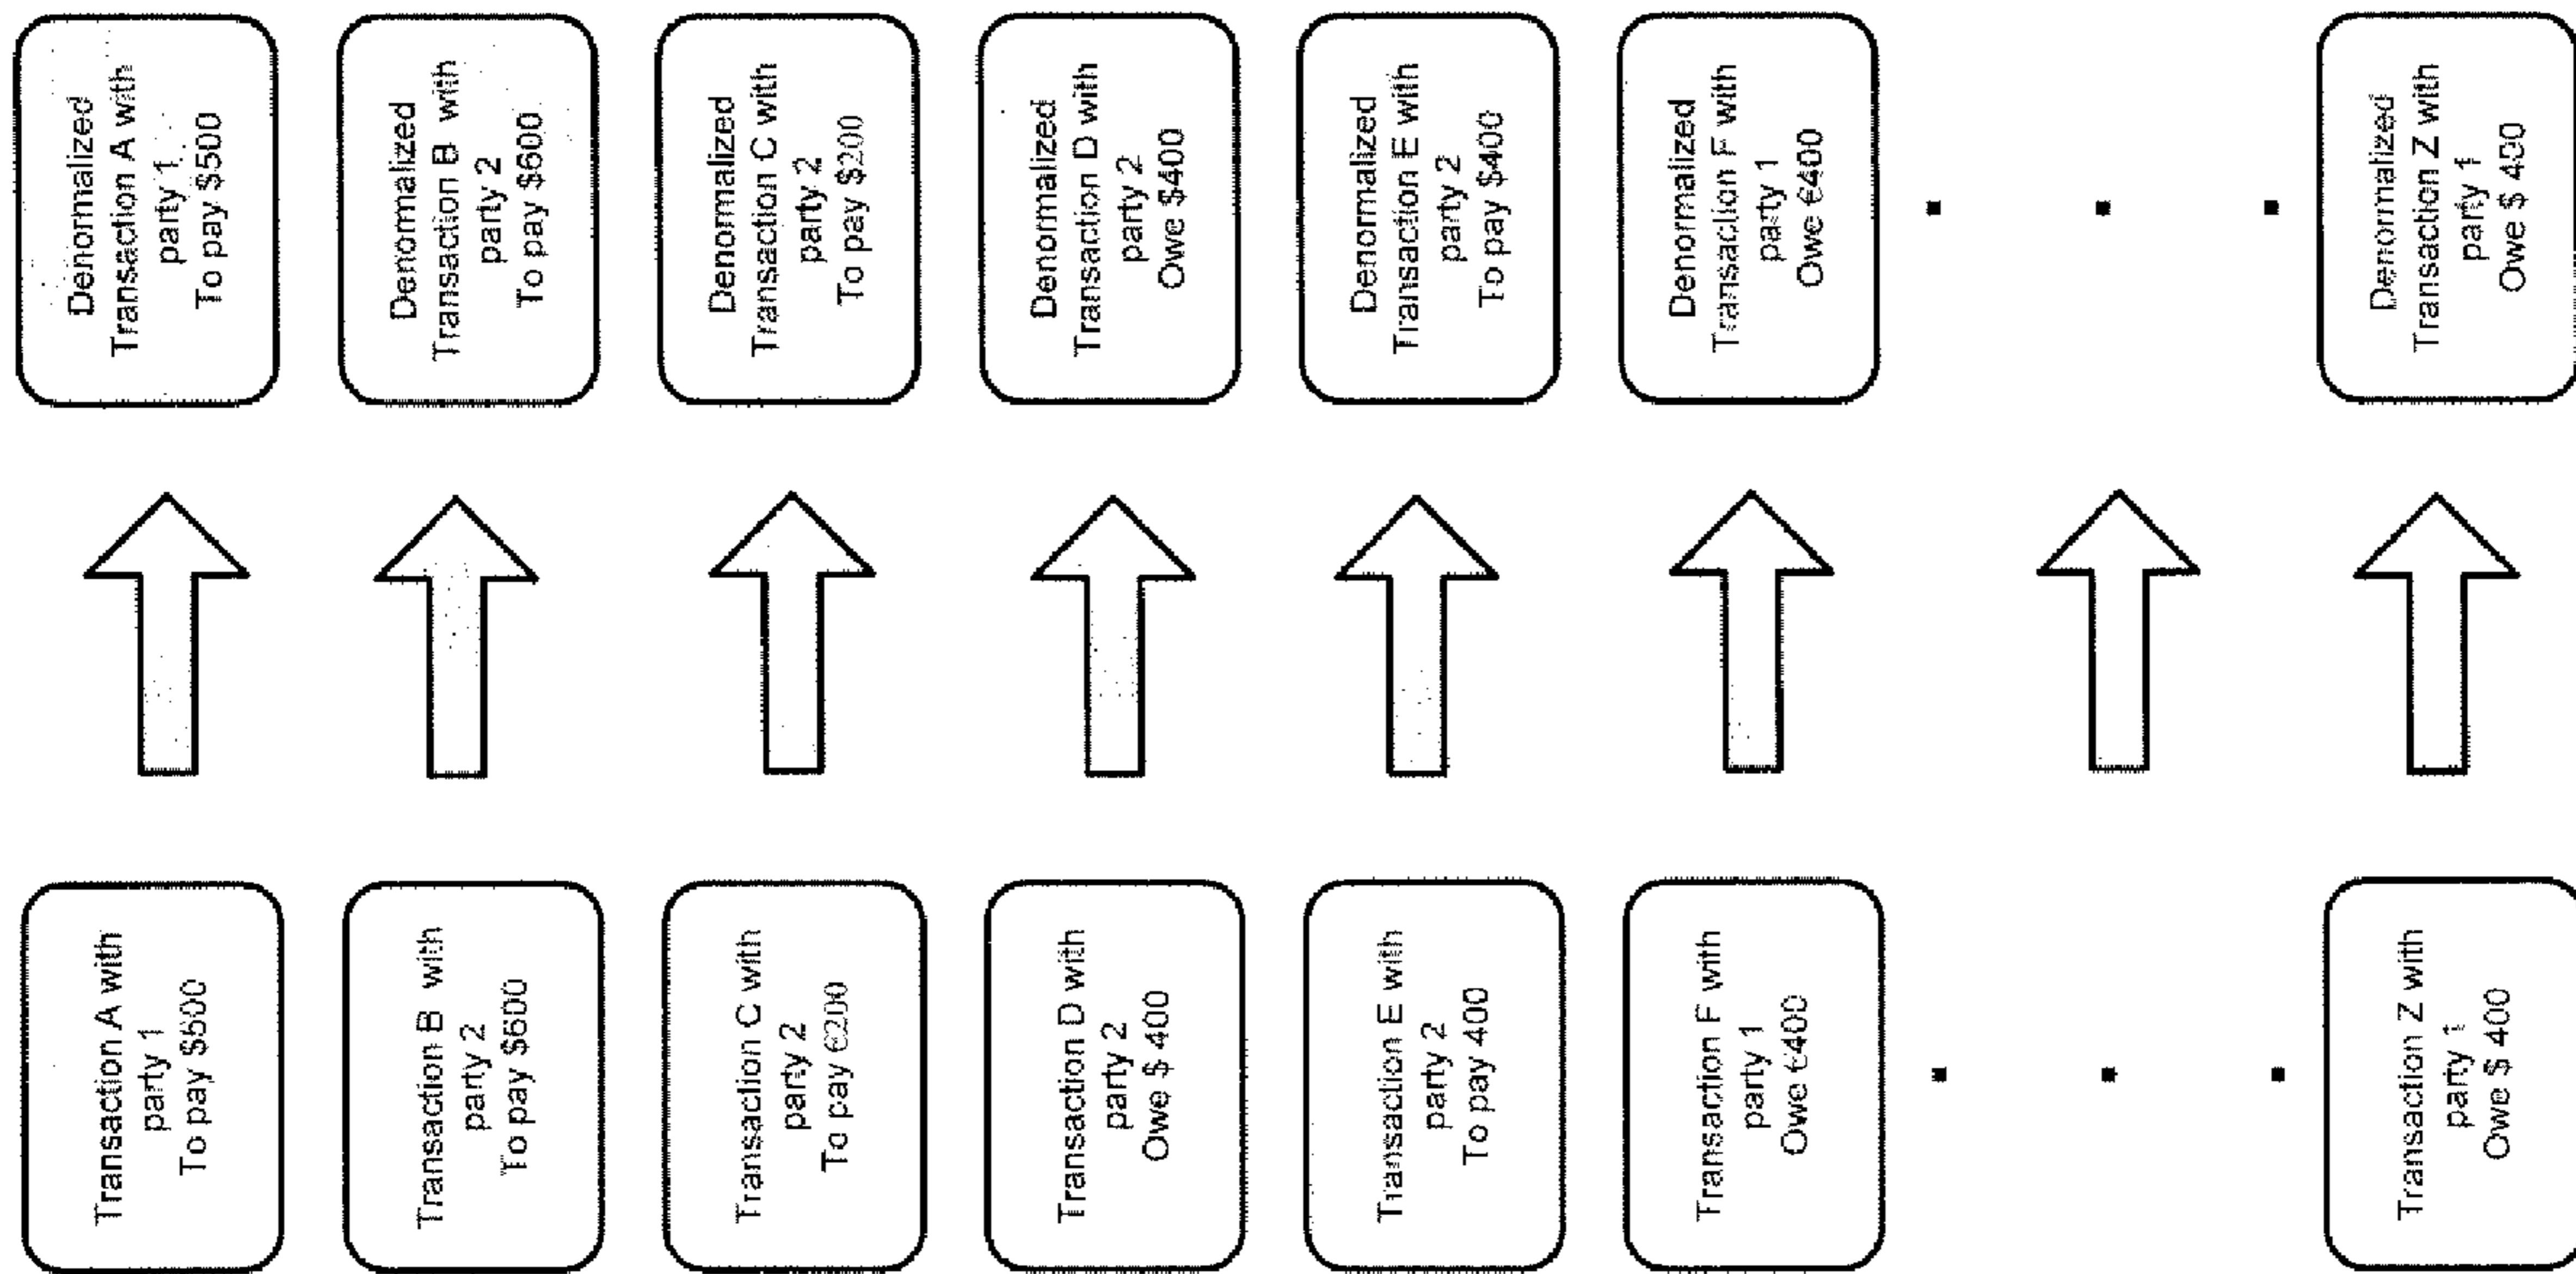 Transaction A with
party 1
To pay $500
Denormalized
Transaction A with
party 1
To pay $500
Transaction B with
party 2
To pay $600
Denormalized
Transaction B with
party 2
To pay $600
Transaction C with
party 2
To pay €200
Denormalized
Transaction C with
party 2
To pay $200
Transaction D with
party 2
Owe $ 400
Denormalized
Transaction D with
party 2
Owe $400
Transaction E with
party 2
To pay 400
Denormalized
Transaction E with
party 2
To pay $400
Transaction F with
party 1
Owe €400
Denormalized
Transaction F with
party 1
Owe €400
Transaction Z with
party 1
Owe $ 400
Denormalized
Transaction Z with
party 1
Owe $ 400